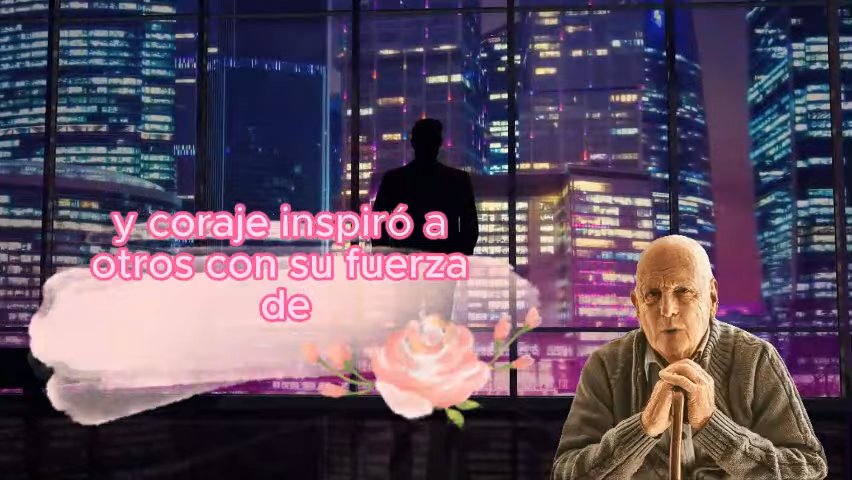 y coraje inspiró a
otros con su fuerza
de